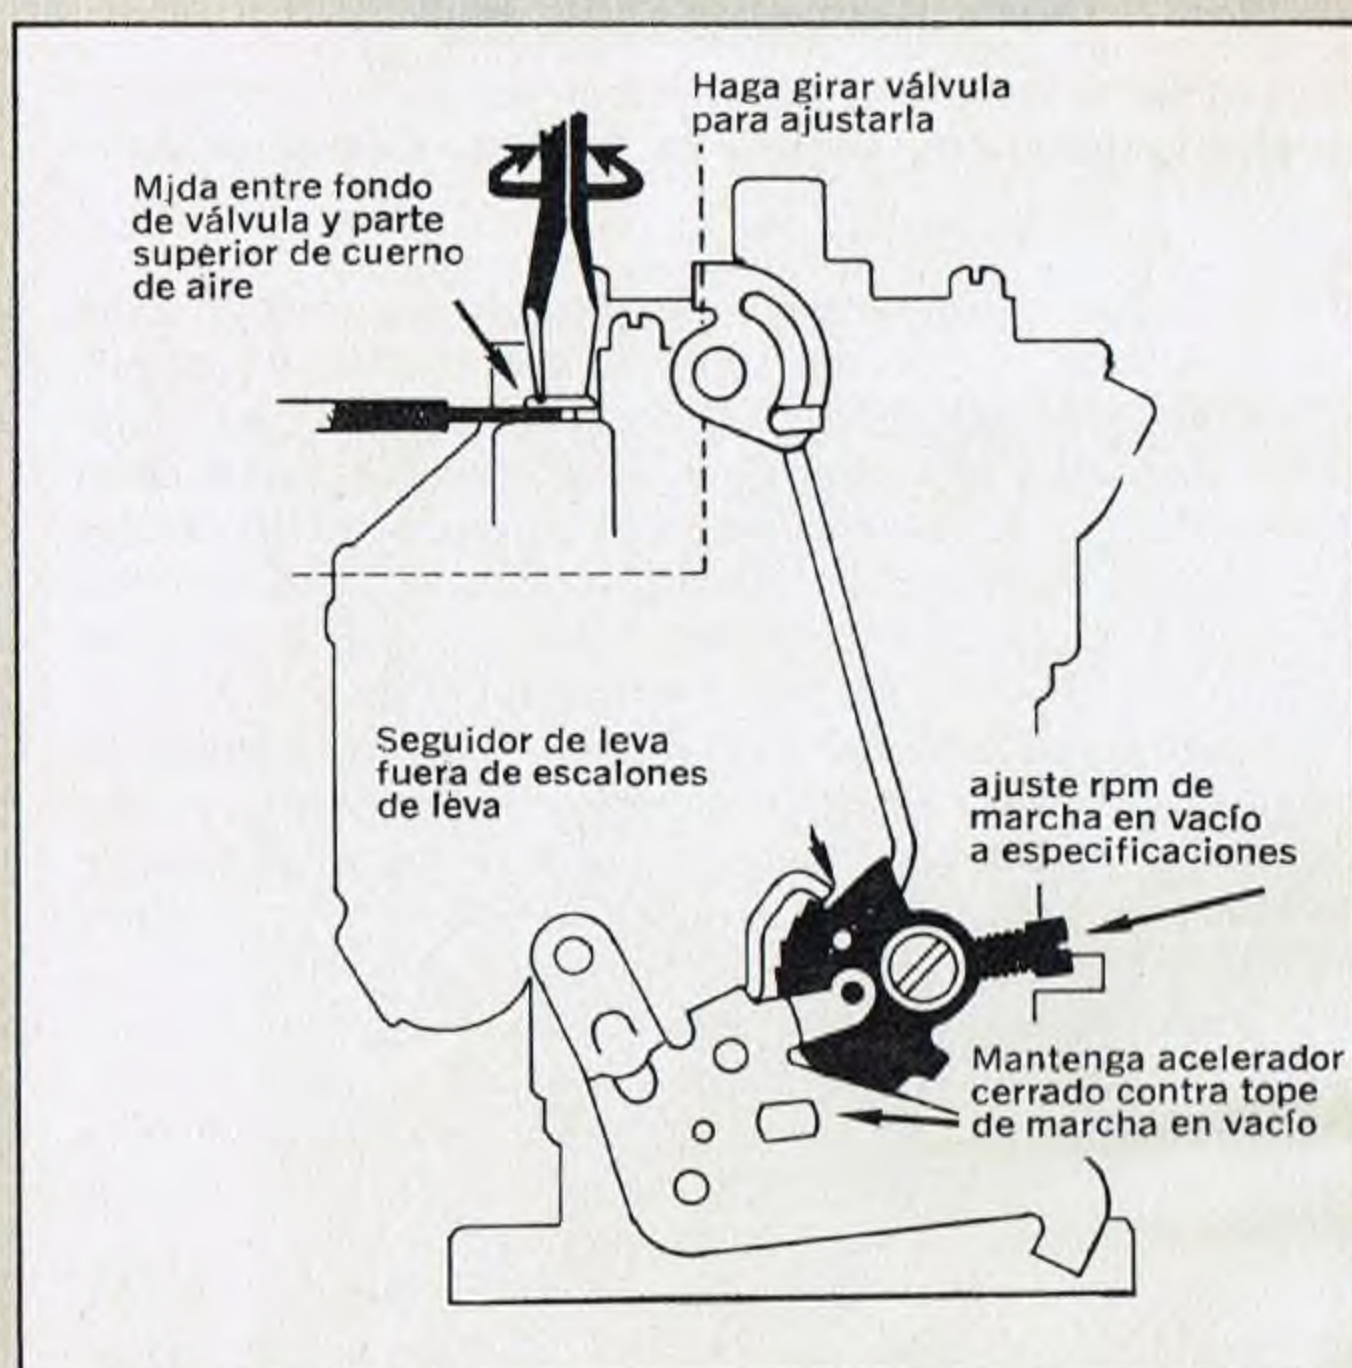 Haga girar válvula
para ajustarla
Mjda entre fondo
de válvula y parte
superior de cuerno
de aire
Seguidor de leva
fuera de escalones
de lèva
ajuste rpm de
marcha en vacío
a especificaciones
Mantenga acelerador
cerrado contra tope
de marcha en vacío